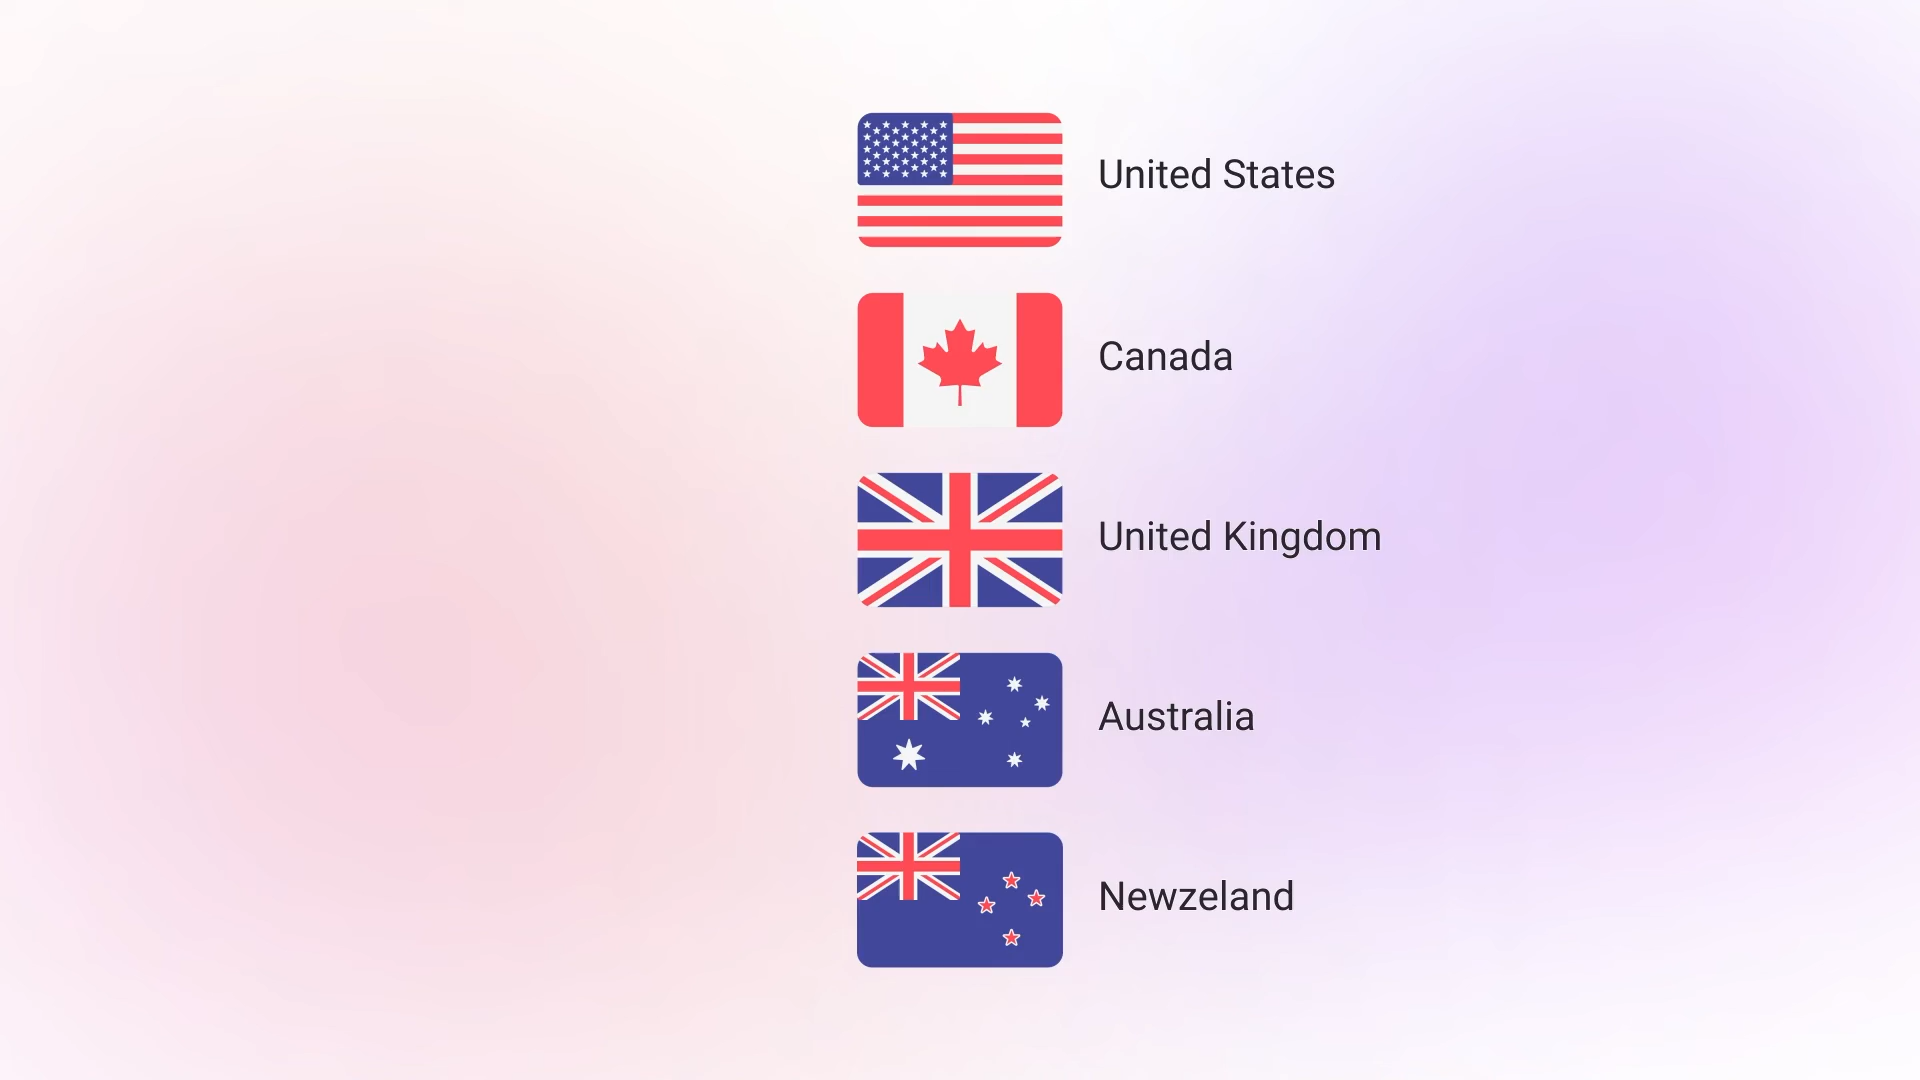 United States
Canada
United Kingdom
Australia
Newzeland